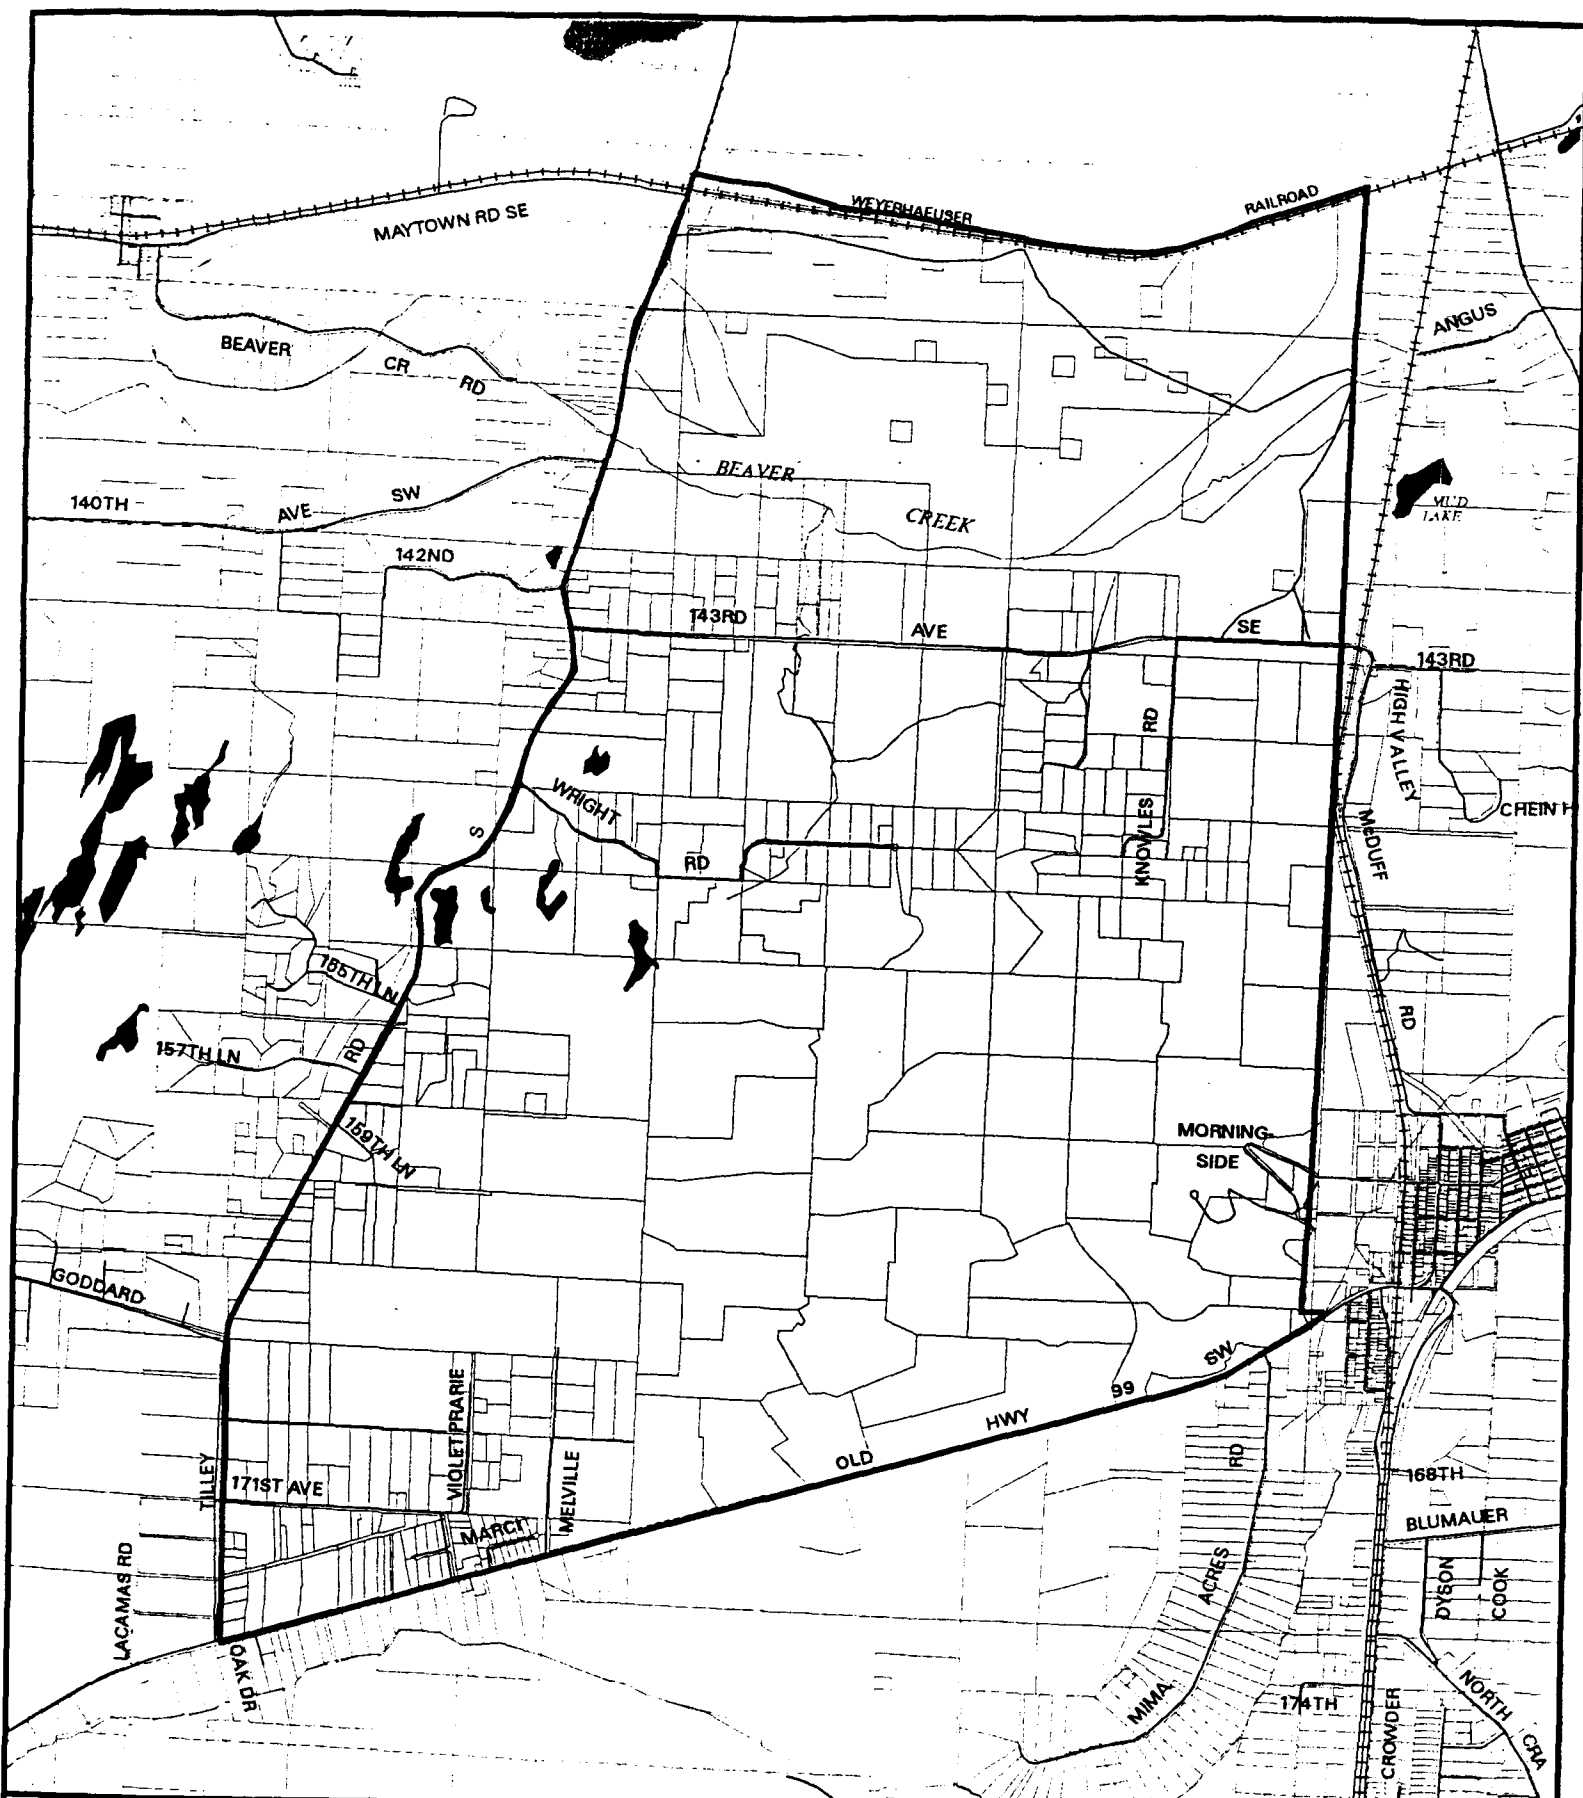 WEYERHAEUSER
RAILROAD
MAYTOWN RD SE
ANGUS
BEAVER
CR
RD
BEAVER
CREEK
MUD
LAKE
140TH
AVE
SW
142ND
143RD
AVE
SE
143RD
HIGH VALLEY
RD
WRIGHT
RD
S
KNOWLES
CHEIN H
McDUFF
RD
155TH LN
157TH LN
RD
159TH LN
MORNING-
SIDE
GODDARD
SW
99
HWY
OLD
VIOLET PRARIE
MELVILLE
TILLEY
171ST AVE
RD
168TH
BLUMAUER
LACAMAS RD
ACRES
DYSON
COOK
OAK DR
MIMA
174TH
CROWDER
NORTH
CRA